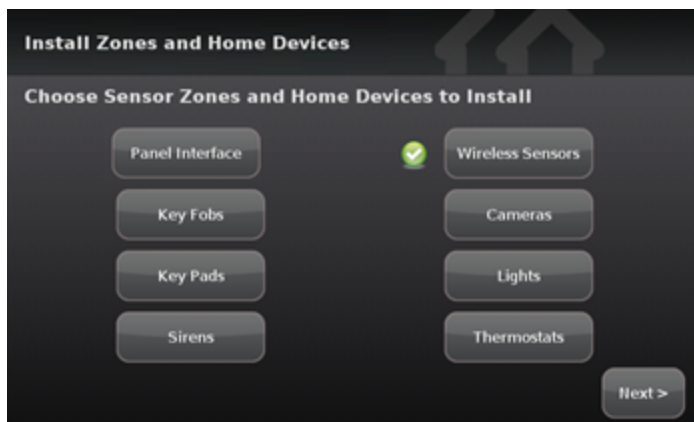 Install Zones and Home Devices
Choose Sensor Zones and Home Devices to Install
Panel Interface
Wireless Sensors
Key Fobs
Cameras
Key Pads
Lights
Sirens
Thermostats
Next >